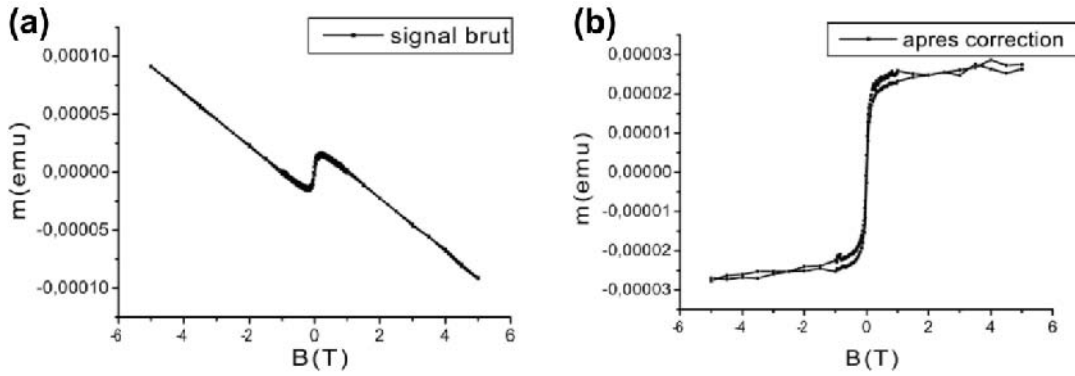 (a)
signal brut
0,00010
0,00005
0,00000
-0,00005
-0,00010
m(emu)
-6 -4 -2 0 2 4 6
B(T)
(b)
apres correction
0,00003
0,00002
0,00001
0,00000
-0,00001
-0,00002
-0,00003
m(emu)
-6 -4 -2 0 2 4 6
B(T)